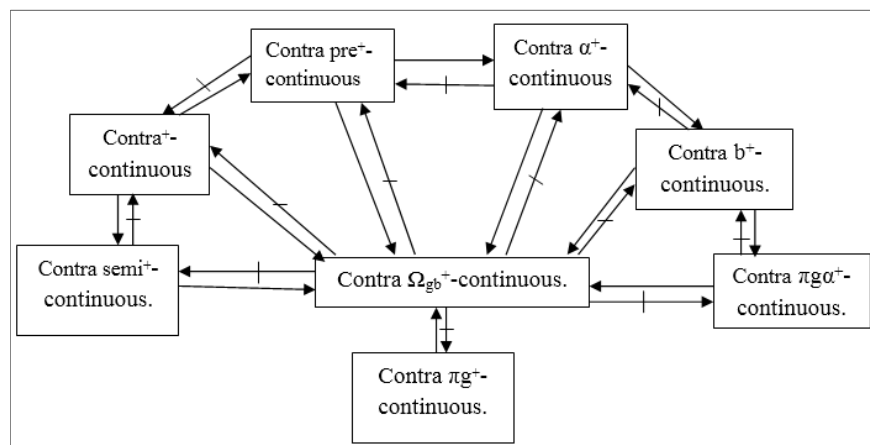 Contra pre⁺-
continuous
Contra α⁺-
continuous
Contra⁺-
continuous
Contra b⁺-
continuous.
Contra semi⁺-
continuous.
Contra Ω_gb⁺-continuous.
Contra πgα⁺-
continuous.
Contra πg⁺-
continuous.